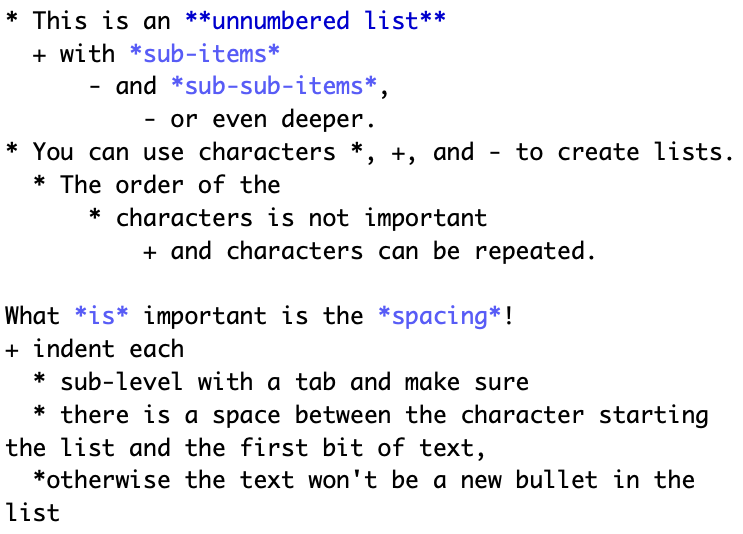 * This is an **unnumbered list**
  + with *sub-items*
      - and *sub-sub-items*,
          - or even deeper.
* You can use characters *, +, and - to create lists.
  * The order of the
      * characters is not important
          + and characters can be repeated.

What *is* important is the *spacing*!
+ indent each
  * sub-level with a tab and make sure
  * there is a space between the character starting
the list and the first bit of text,
  *otherwise the text won't be a new bullet in the
list